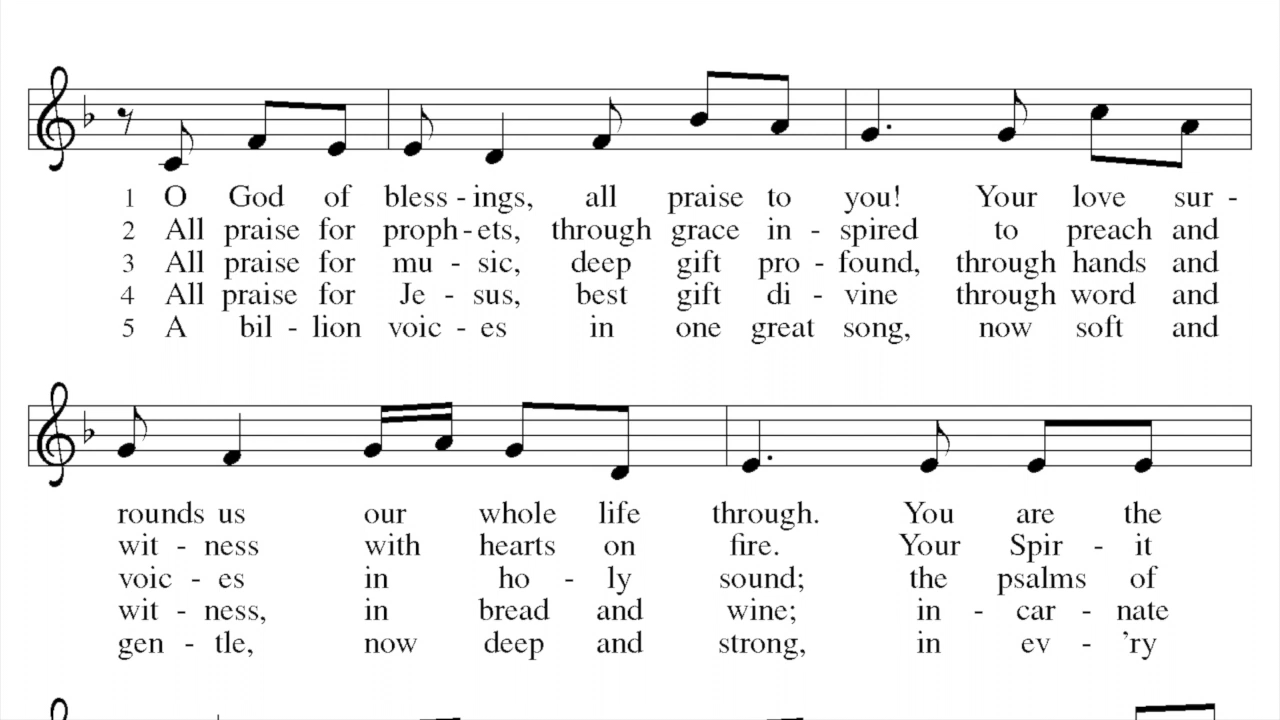 1 O God of bless - ings, all praise to you! Your love sur -
2 All praise for proph - ets, through grace in - spired to preach and
3 All praise for mu - sic, deep gift pro - found, through hands and
4 All praise for Je - sus, best gift di - vine through word and
5 A bil - lion voic - es in one great song, now soft and
rounds us our whole life through. You are the
wit - ness with hearts on fire. Your Spir - it
voic - es in ho - ly sound; the psalms of
wit - ness, in bread and wine; in - car - nate
gen - tle, now deep and strong, in ev - 'ry